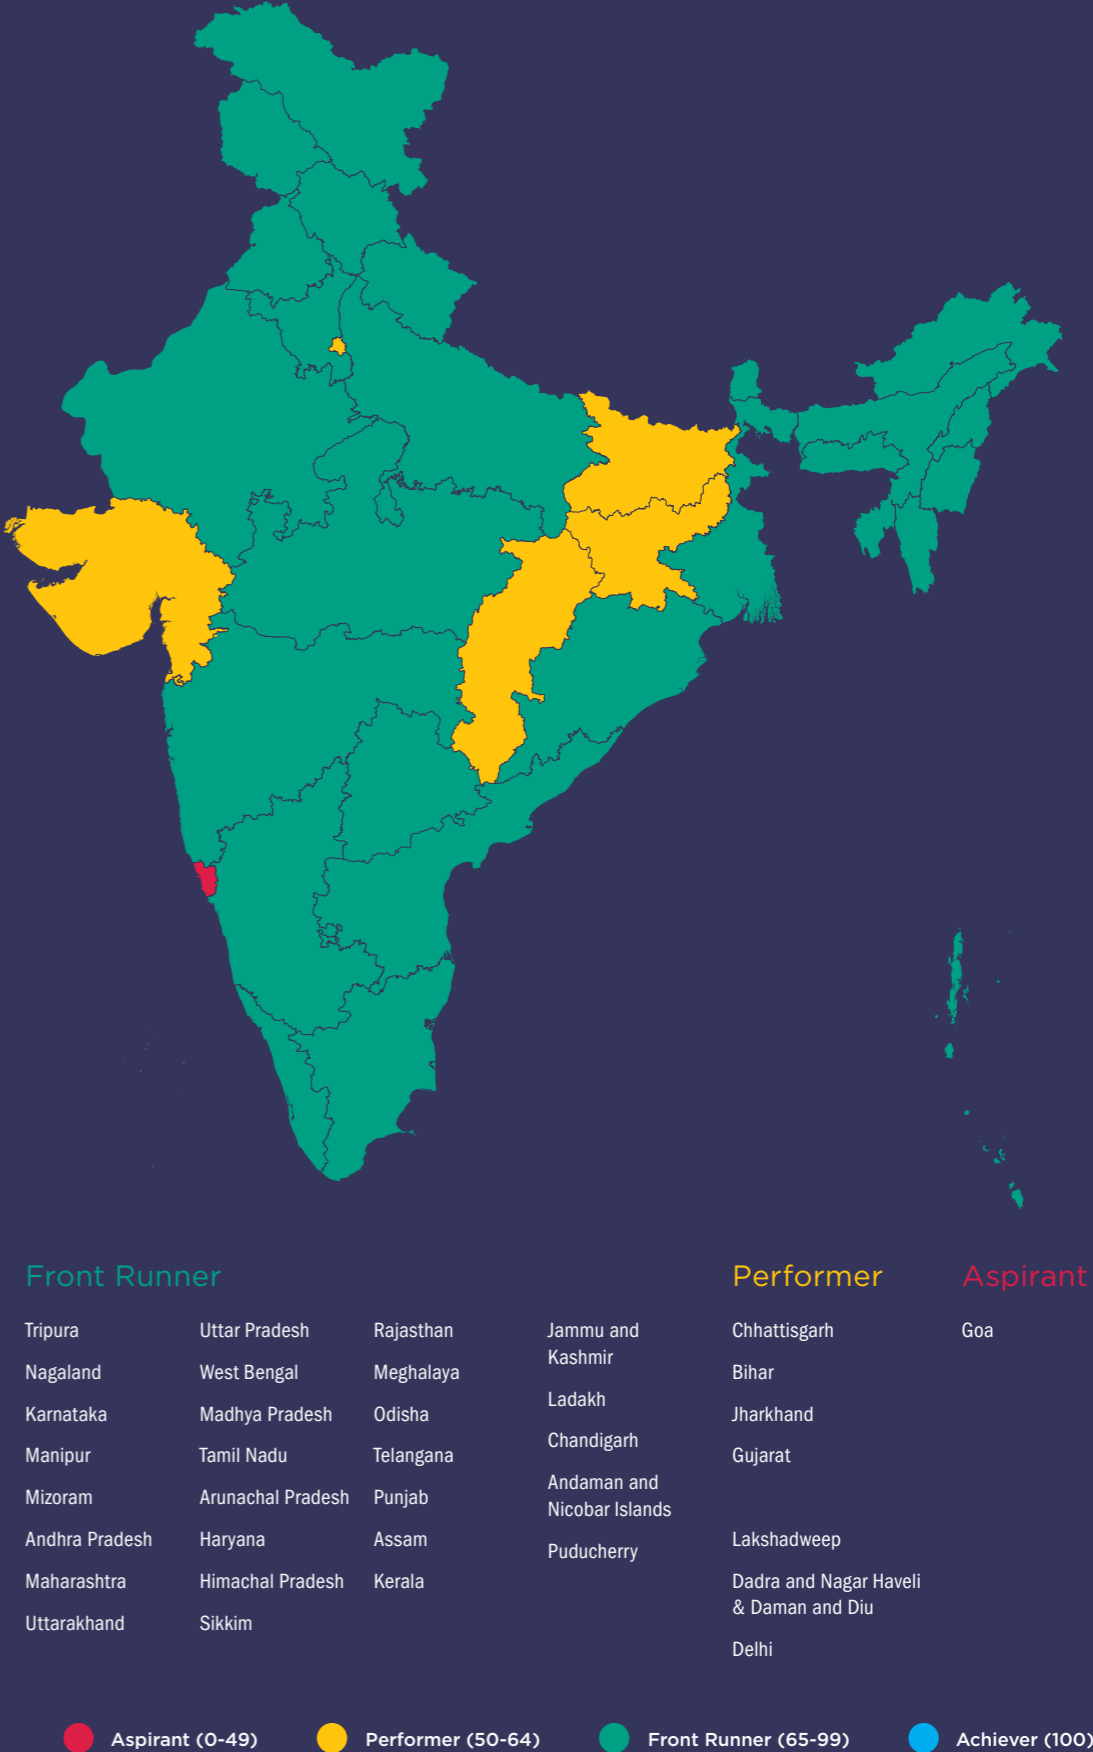 Front Runner
Tripura
Nagaland
Karnataka
Manipur
Mizoram
Andhra Pradesh
Maharashtra
Uttarakhand
Uttar Pradesh
West Bengal
Madhya Pradesh
Tamil Nadu
Arunachal Pradesh
Haryana
Himachal Pradesh
Sikkim
Rajasthan
Meghalaya
Odisha
Telangana
Punjab
Assam
Kerala
Jammu and
Kashmir
Ladakh
Chandigarh
Andaman and
Nicobar Islands
Puducherry
Performer
Chhattisgarh
Bihar
Jharkhand
Gujarat
Lakshadweep
Dadra and Nagar Haveli
& Daman and Diu
Delhi
Aspirant
Goa
Aspirant (0-49)
Performer (50-64)
Front Runner (65-99)
Achiever (100)